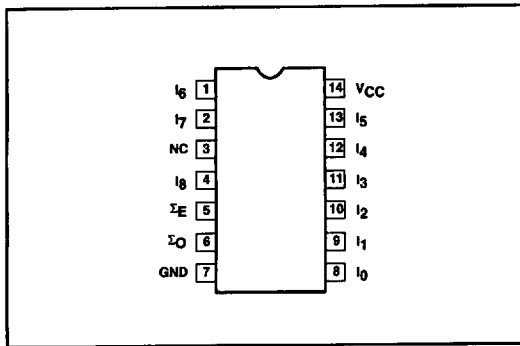 I6 1 14 VCC
I7 2 13 I5
NC 3 12 I4
I8 4 11 I3
ΣE 5 10 I2
ΣO 6 9 I1
GND 7 8 I0